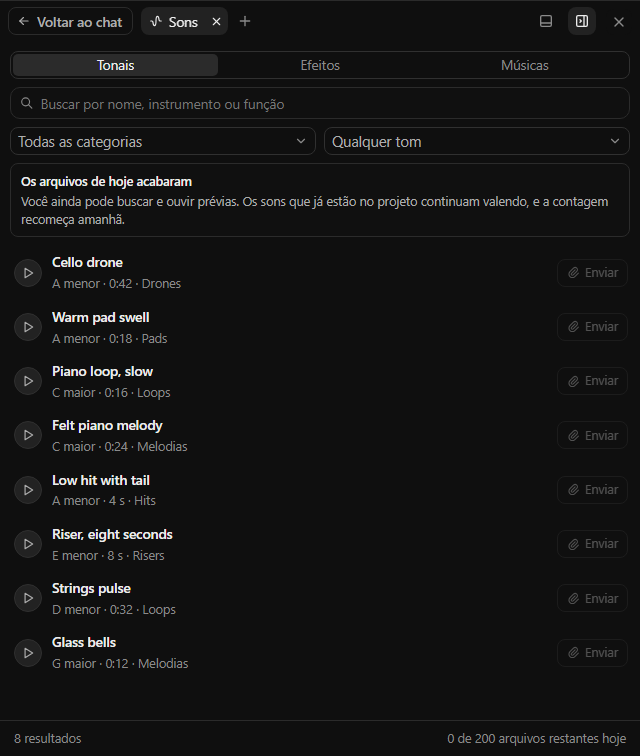 Voltar ao chat
Sons
Tonais
Efeitos
Músicas
Buscar por nome, instrumento ou função
Todas as categorias
Qualquer tom
Os arquivos de hoje acabaram
Você ainda pode buscar e ouvir prévias. Os sons que já estão no projeto continuam valendo, e a contagem
recomeça amanhã.
Cello drone
A menor · 0:42 · Drones
Enviar
Warm pad swell
A menor · 0:18 · Pads
Enviar
Piano loop, slow
C maior · 0:16 · Loops
Enviar
Felt piano melody
C maior · 0:24 · Melodias
Enviar
Low hit with tail
A menor · 4 s · Hits
Enviar
Riser, eight seconds
E menor · 8 s · Risers
Enviar
Strings pulse
D menor · 0:32 · Loops
Enviar
Glass bells
G maior · 0:12 · Melodias
Enviar
8 resultados
0 de 200 arquivos restantes hoje